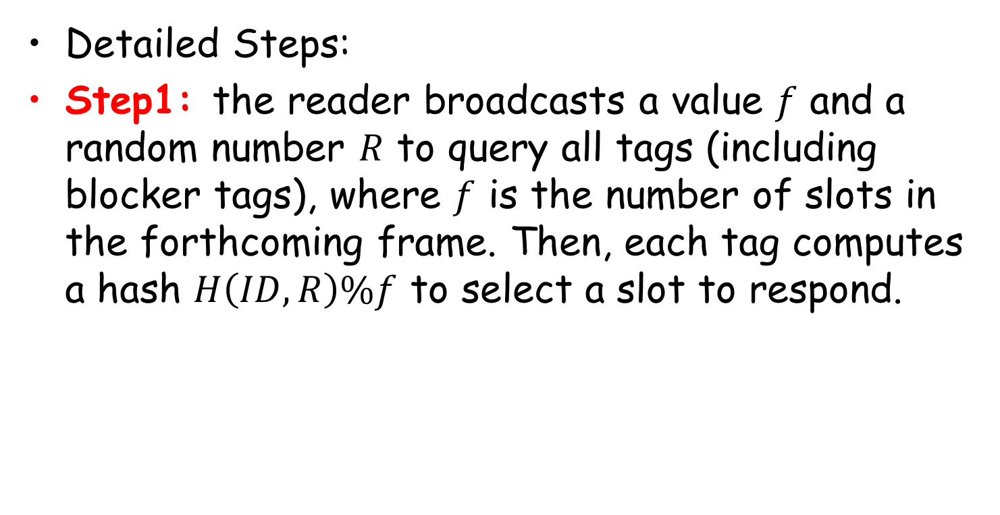 • Detailed Steps:
• Step1: the reader broadcasts a value f and a
random number R to query all tags (including
blocker tags), where f is the number of slots in
the forthcoming frame. Then, each tag computes
a hash H(ID, R)%f to select a slot to respond.